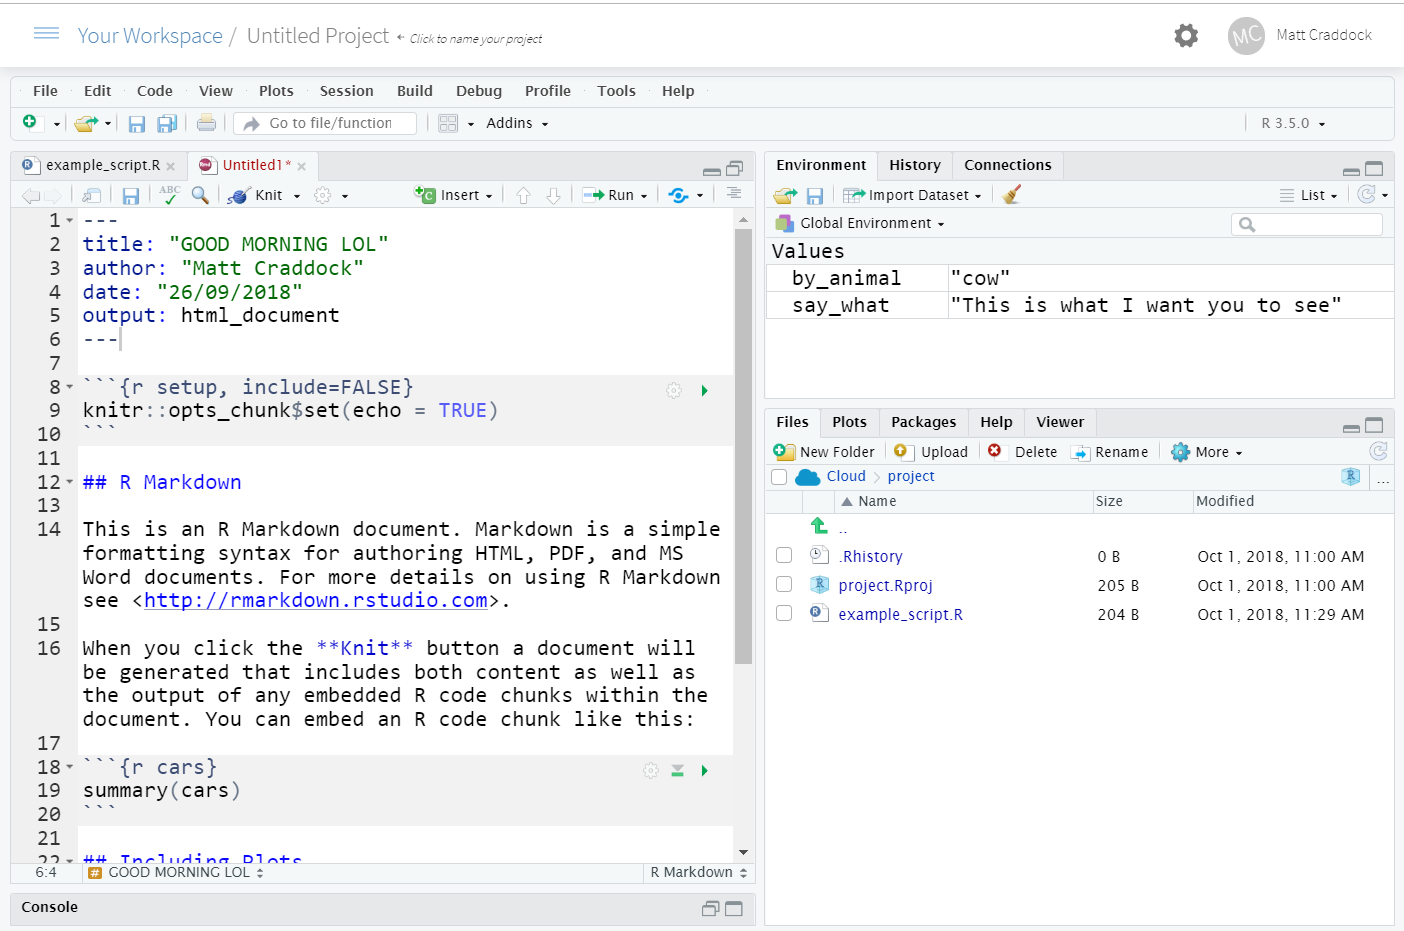 Your Workspace / Untitled Project ← Click to name your project
MC Matt Craddock
File Edit Code View Plots Session Build Debug Profile Tools Help
Go to file/function Addins R 3.5.0
example_script.R Untitled1*
ABC Knit Insert Run
1 ---
2 title: "GOOD MORNING LOL"
3 author: "Matt Craddock"
4 date: "26/09/2018"
5 output: html_document
6 ---
7
8 ```{r setup, include=FALSE}
9 knitr::opts_chunk$set(echo = TRUE)
10 ```
11
12 ## R Markdown
13
14 This is an R Markdown document. Markdown is a simple
formatting syntax for authoring HTML, PDF, and MS
Word documents. For more details on using R Markdown
see <http://rmarkdown.rstudio.com>.
15
16 When you click the **Knit** button a document will
be generated that includes both content as well as
the output of any embedded R code chunks within the
document. You can embed an R code chunk like this:
17
18 ```{r cars}
19 summary(cars)
20 ```
21
22 ## Including Plots
6:4 # GOOD MORNING LOL R Markdown
Console
Environment History Connections
Import Dataset List
Global Environment
Values
by_animal "cow"
say_what "This is what I want you to see"
Files Plots Packages Help Viewer
New Folder Upload Delete Rename More
Cloud > project R ...
Name Size Modified
..
.Rhistory 0 B Oct 1, 2018, 11:00 AM
project.Rproj 205 B Oct 1, 2018, 11:00 AM
example_script.R 204 B Oct 1, 2018, 11:29 AM